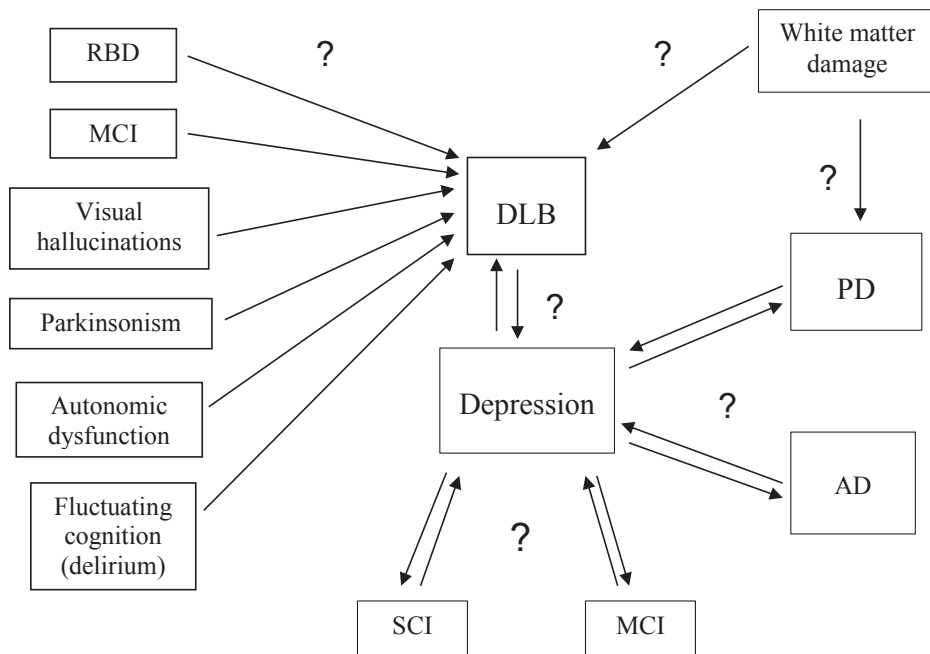 RBD
?
?
White matter
damage
MCI
?
Visual
hallucinations
DLB
PD
Parkinsonism
?
Autonomic
dysfunction
Depression
?
Fluctuating
cognition
(delirium)
AD
?
SCI
MCI